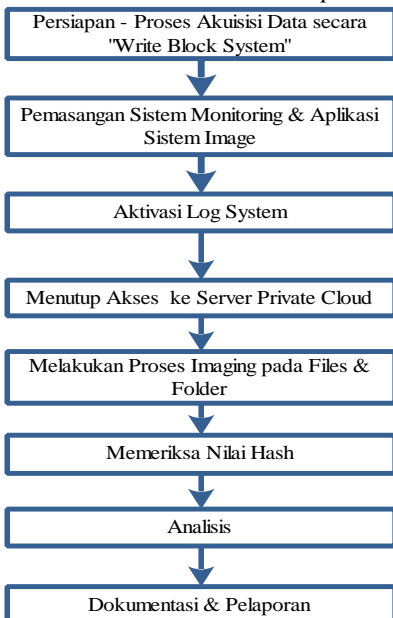 Persiapan - Proses Akuisisi Data secara
"Write Block System"
Pemasangan Sistem Monitoring & Aplikasi
Sistem Image
Aktivasi Log System
Menutup Akses ke Server Private Cloud
Melakukan Proses Imaging pada Files &
Folder
Memeriksa Nilai Hash
Analisis
Dokumentasi & Pelaporan